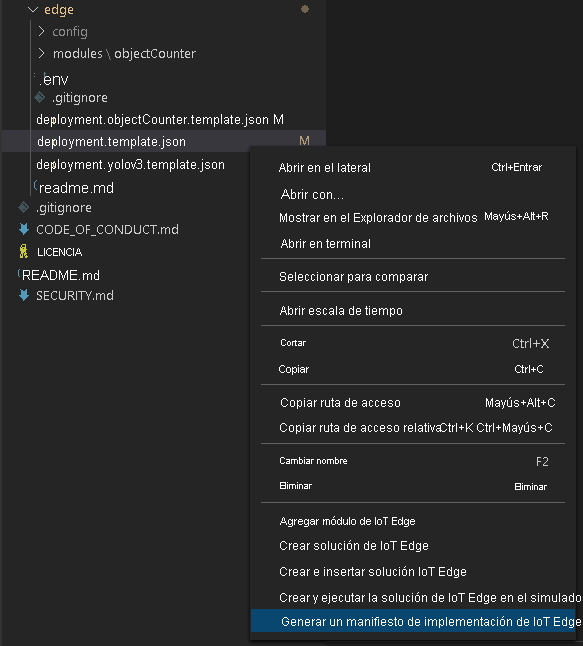 edge
config
modules \ objectCounter
.env
.gitignore
deployment.objectCounter.template.json M
deployment.template.json M
deployment.yolov3.template.json
readme.md
.gitignore
CODE_OF_CONDUCT.md
LICENCIA
README.md
SECURITY.md
Abrir en el lateral Ctrl+Entrar
Abrir con...
Mostrar en el Explorador de archivos Mayús+Alt+R
Abrir en terminal
Seleccionar para comparar
Abrir escala de tiempo
Cortar Ctrl+X
Copiar Ctrl+C
Copiar ruta de acceso Mayús+Alt+C
Copiar ruta de acceso relativa Ctrl+K Ctrl+Mayús+C
Cambiar nombre F2
Eliminar Eliminar
Agregar módulo de IoT Edge
Crear solución de IoT Edge
Crear e insertar solución IoT Edge
Crear y ejecutar la solución de IoT Edge en el simulado
Generar un manifiesto de implementación de IoT Edge